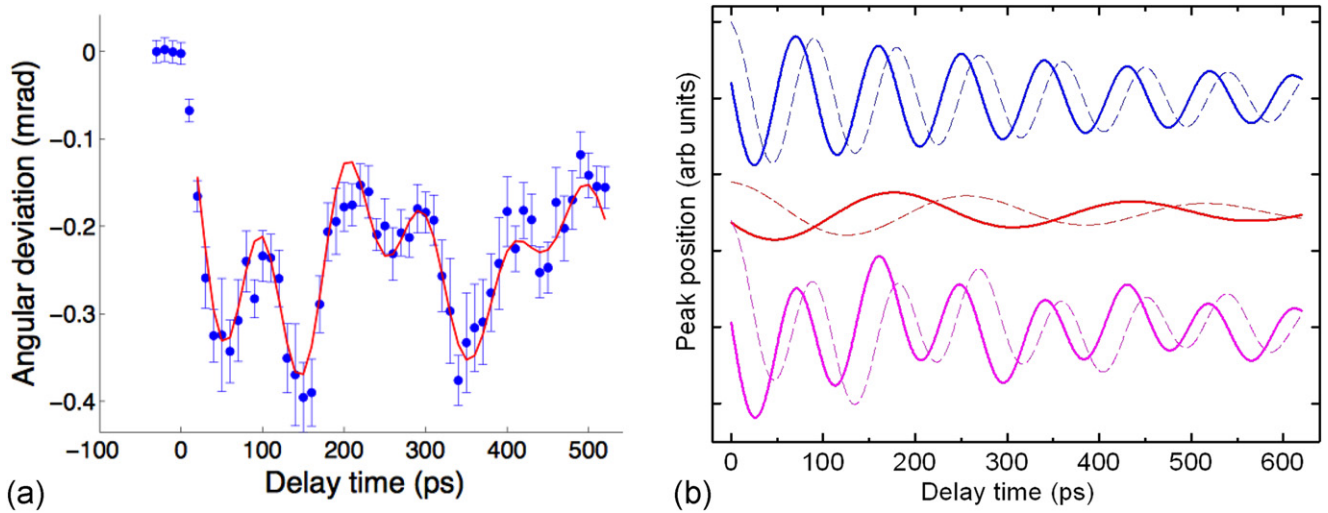 0
−0.1
−0.2
−0.3
−0.4
Angular deviation (mrad)
−100 0 100 200 300 400 500
Delay time (ps)
(a)
Peak position (arb units)
0 100 200 300 400 500 600
Delay time (ps)
(b)